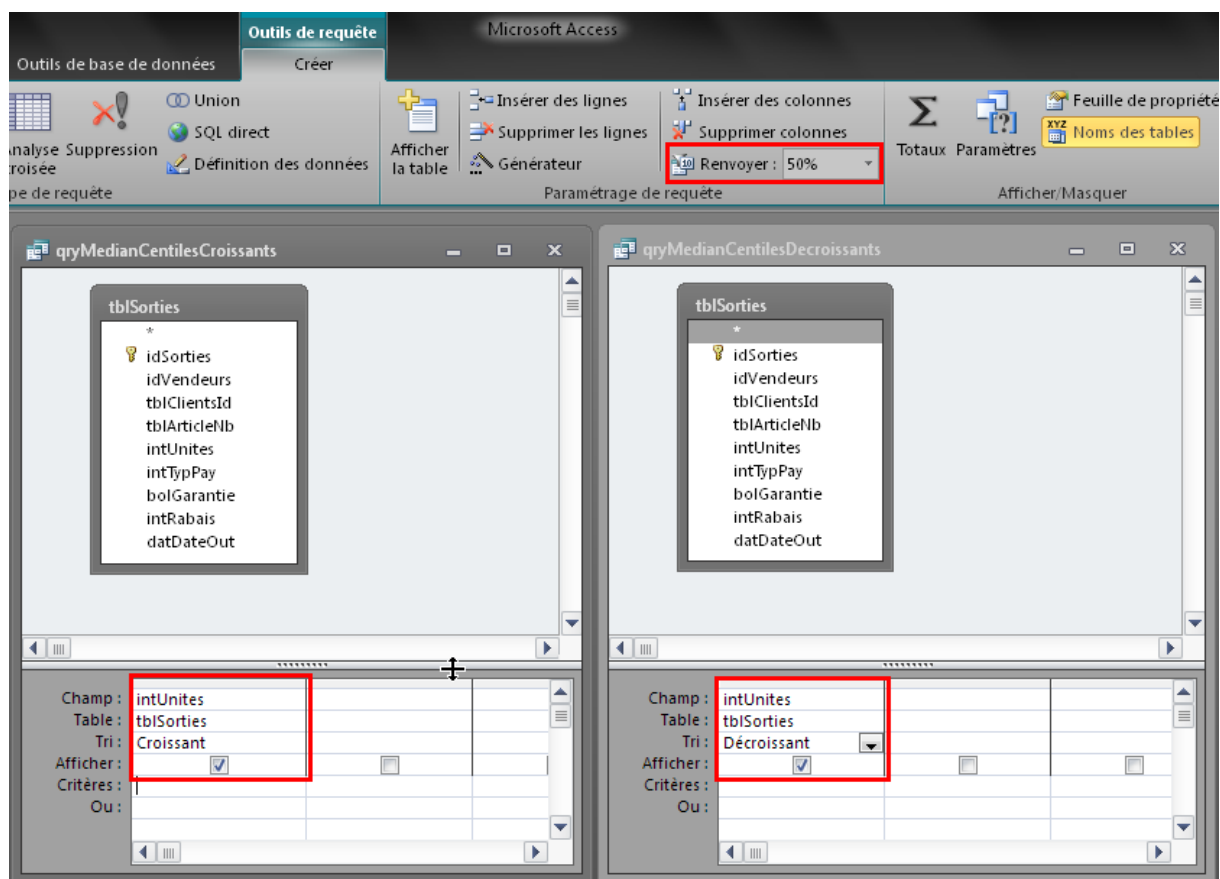 Outils de requête
Microsoft Access
Outils de base de données
Créer
Union
SQL direct
Définition des données
Analyse
croisée
Suppression
pe de requête
Afficher
la table
Insérer des lignes
Supprimer les lignes
Générateur
Insérer des colonnes
Supprimer colonnes
Renvoyer : 50%
Paramétrage de requête
Totaux
Paramètres
Feuille de propriété
XYZ Noms des tables
Afficher/Masquer
qryMedianCentilesCroissants
tblSorties
*
idSorties
idVendeurs
tblClientsId
tblArticleNb
intUnites
intTypPay
bolGarantie
intRabais
datDateOut
Champ : intUnites
Table : tblSorties
Tri : Croissant
Afficher :
Critères :
Ou :
qryMedianCentilesDecroissants
tblSorties
*
idSorties
idVendeurs
tblClientsId
tblArticleNb
intUnites
intTypPay
bolGarantie
intRabais
datDateOut
Champ : intUnites
Table : tblSorties
Tri : Décroissant
Afficher :
Critères :
Ou :